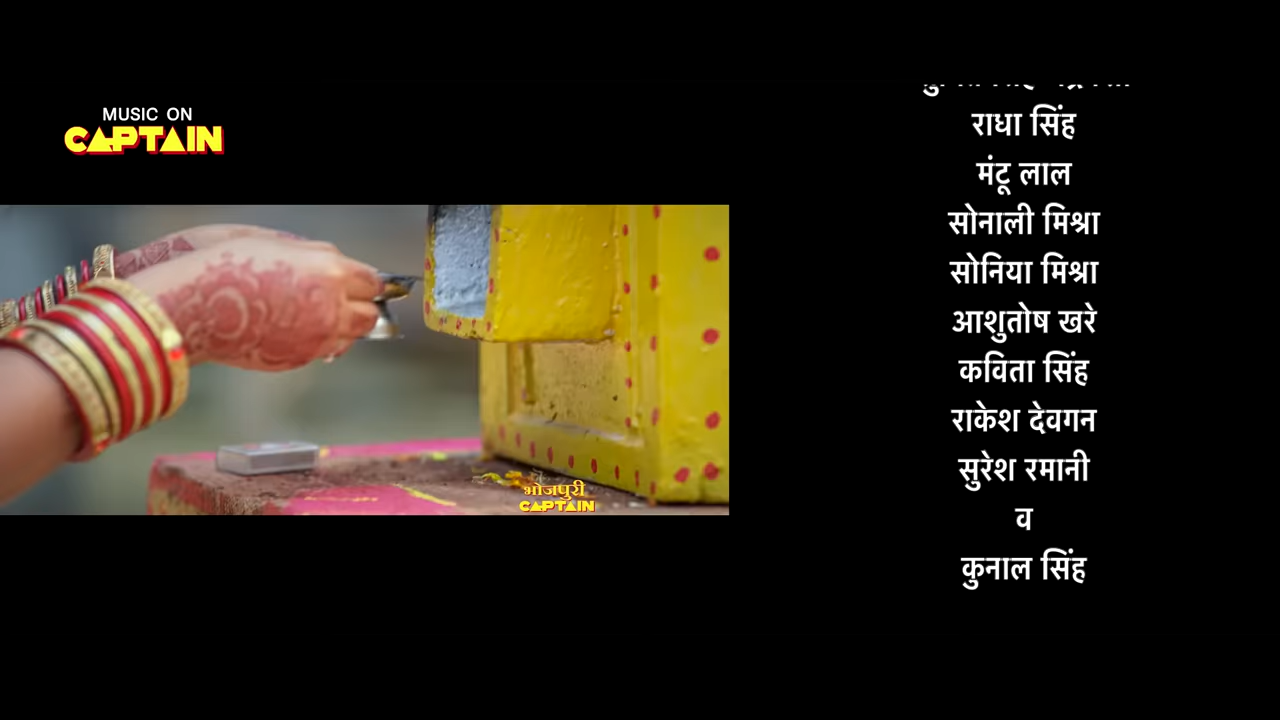 MUSIC ON
CAPTAIN
राधा सिंह
मंटू लाल
सोनाली मिश्रा
सोनिया मिश्रा
आशुतोष खरे
कविता सिंह
राकेश देवगन
सुरेश रमानी
व
कुनाल सिंह
भोजपुरी
CAPTAIN